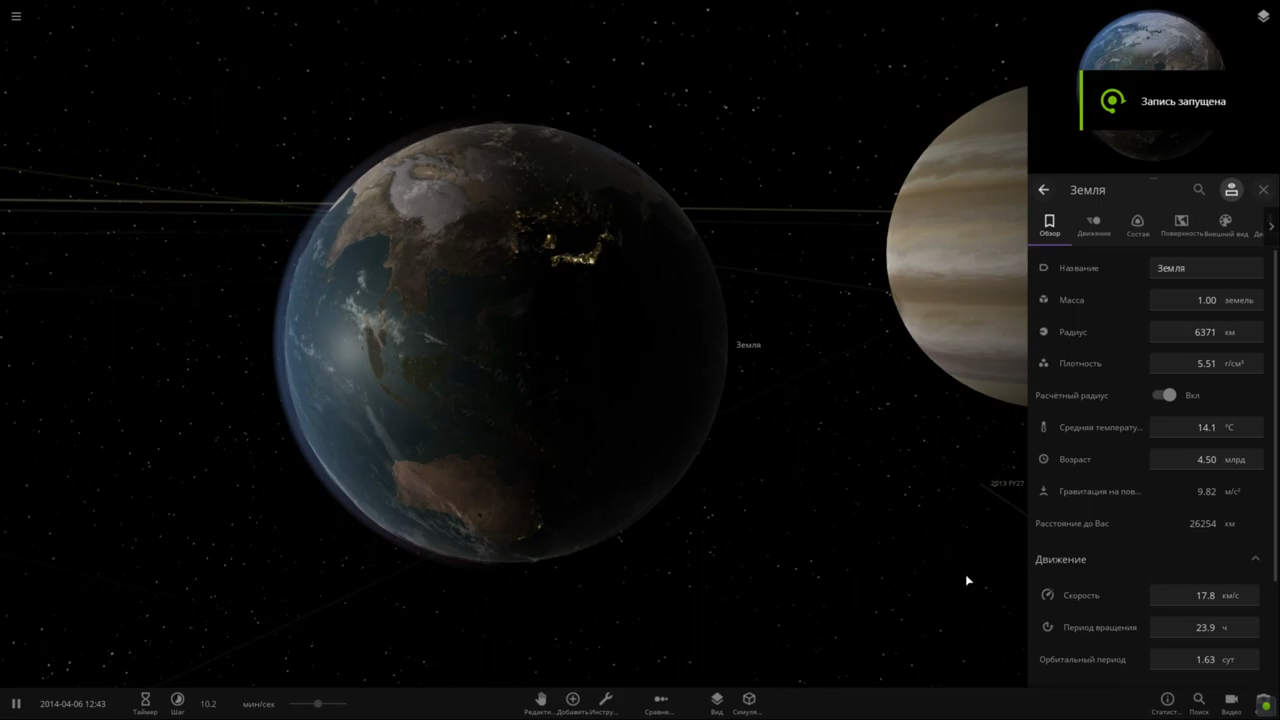 Запись запущена
Земля
Обзор
Движение
Состав
Поверхность
Внешний вид
Название
Земля
Масса
1.00 земель
Радиус
6371 км
Плотность
5.51 г/см³
Расчётный радиус
Вкл
Средняя температу...
14.1 °C
Возраст
4.50 млрд
Гравитация на пов...
9.82 м/с²
Расстояние до Вас
26254 км
Движение
Скорость
17.8 км/с
Период вращения
23.9 ч
Орбитальный период
1.63 сут
Земля
2013 FY27
2014-04-06 12:43
Таймер
Шаг
10.2 мин/сек
Редакти...
Добавить
Инстру...
Сравне...
Вид
Симуля...
Статист...
Поиск
Видео